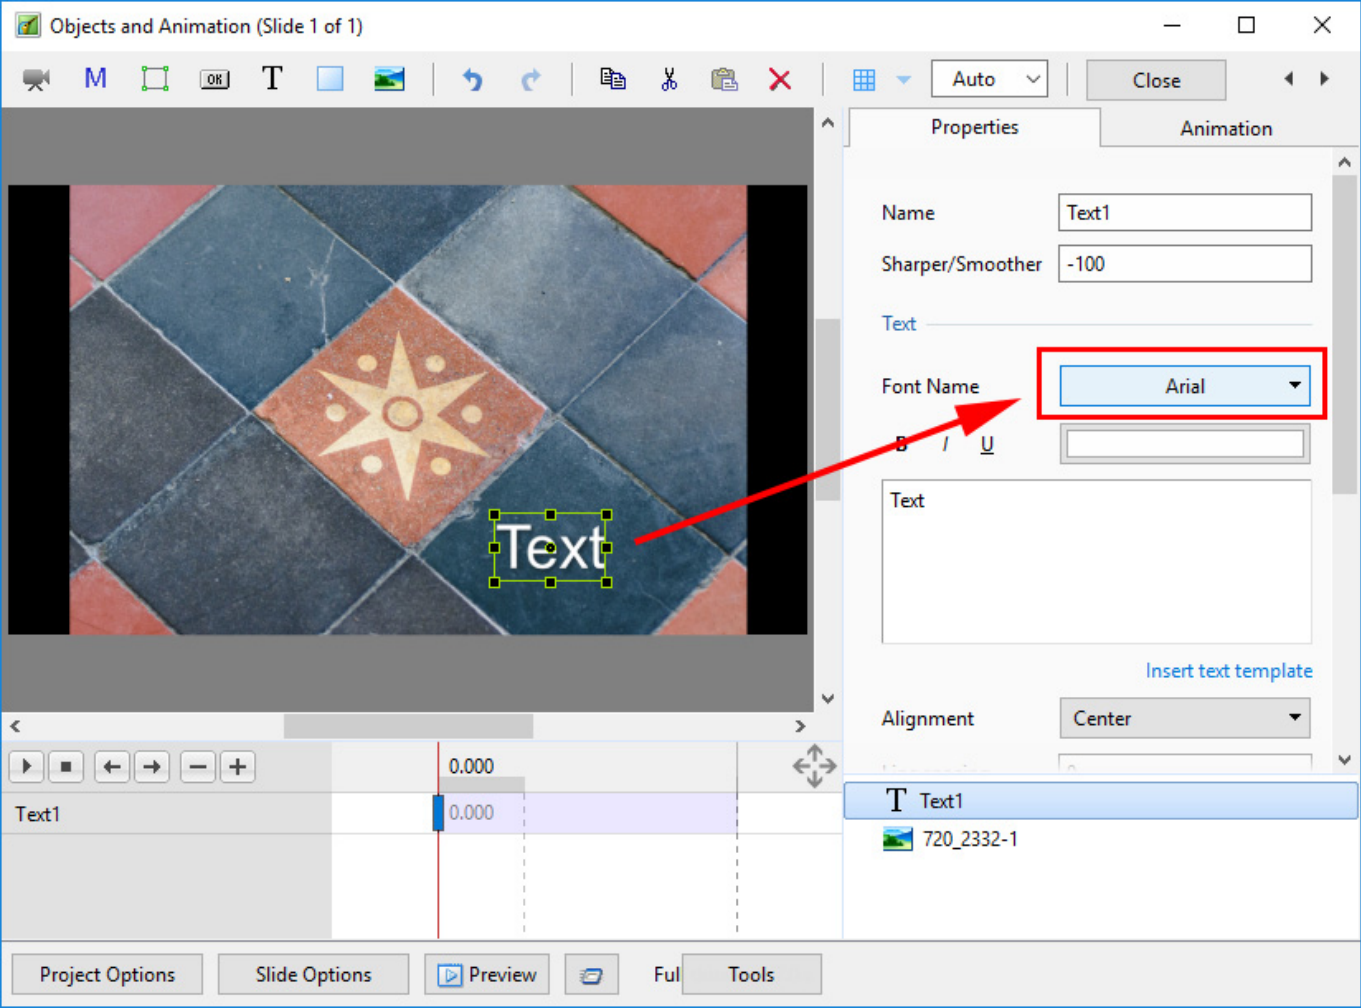 Objects and Animation (Slide 1 of 1)
M OK T Auto Close
Properties Animation
Name Text1
Sharper/Smoother -100
Text
Font Name Arial
B I U
Text
Text
Insert text template
Alignment Center
0.000
Text1 0.000
T Text1
720_2332-1
Project Options Slide Options Preview Ful Tools